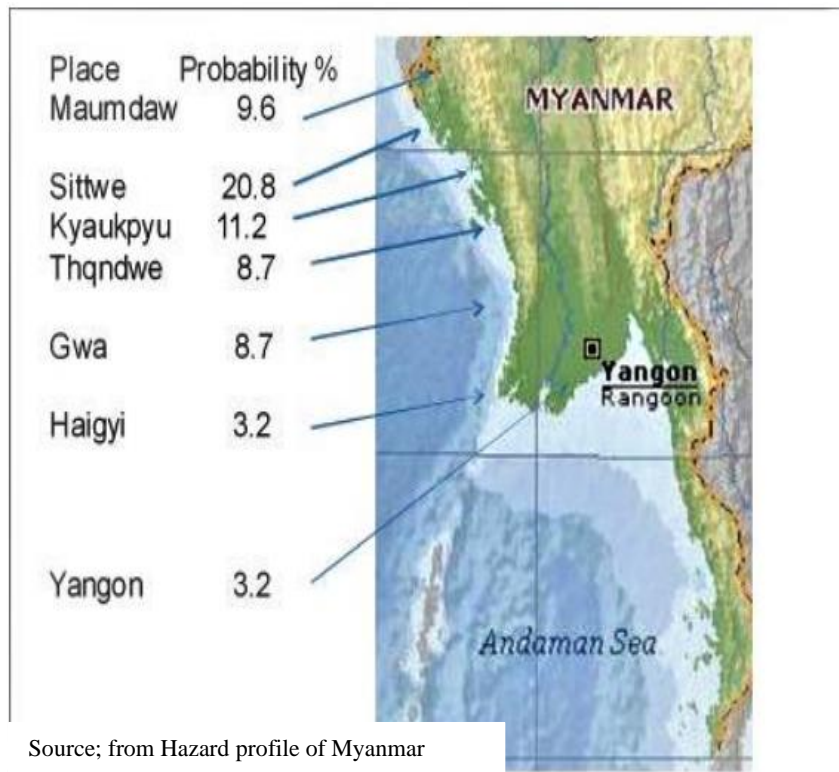 Place Probability %
Maumdaw 9.6
MYANMAR
Sittwe 20.8
Kyaukpyu 11.2
Thqndwe 8.7
Gwa 8.7
Yangon
Rangoon
Haigyi 3.2
Yangon 3.2
Andaman Sea
Source; from Hazard profile of Myanmar